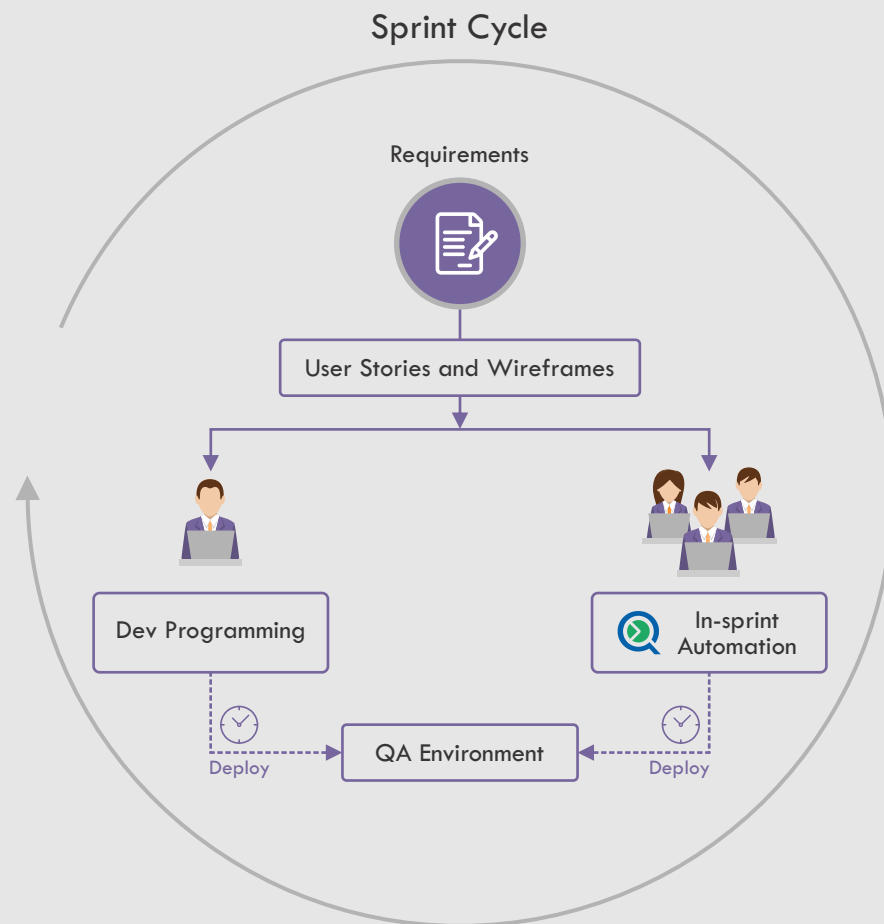 Sprint Cycle
Requirements
User Stories and Wireframes
Dev Programming
In-sprint
Automation
QA Environment
Deploy
Deploy